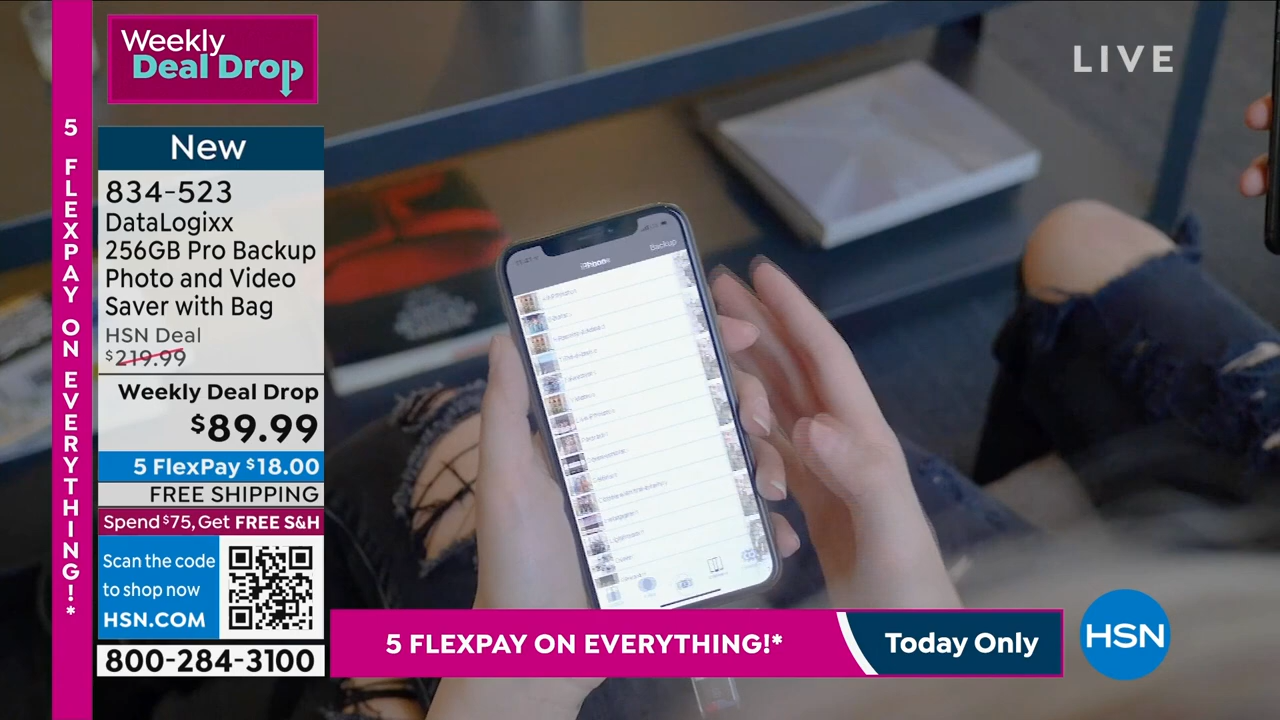 Weekly
Deal Drop
LIVE
5 FLEXPAY ON EVERYTHING!*
New
834-523
DataLogixx
256GB Pro Backup
Photo and Video
Saver with Bag
HSN Deal
$219.99
Weekly Deal Drop
$89.99
5 FlexPay $18.00
FREE SHIPPING
Spend $75, Get FREE S&H
Scan the code
to shop now
HSN.COM
800-284-3100
Backup
5 FLEXPAY ON EVERYTHING!*
Today Only
HSN